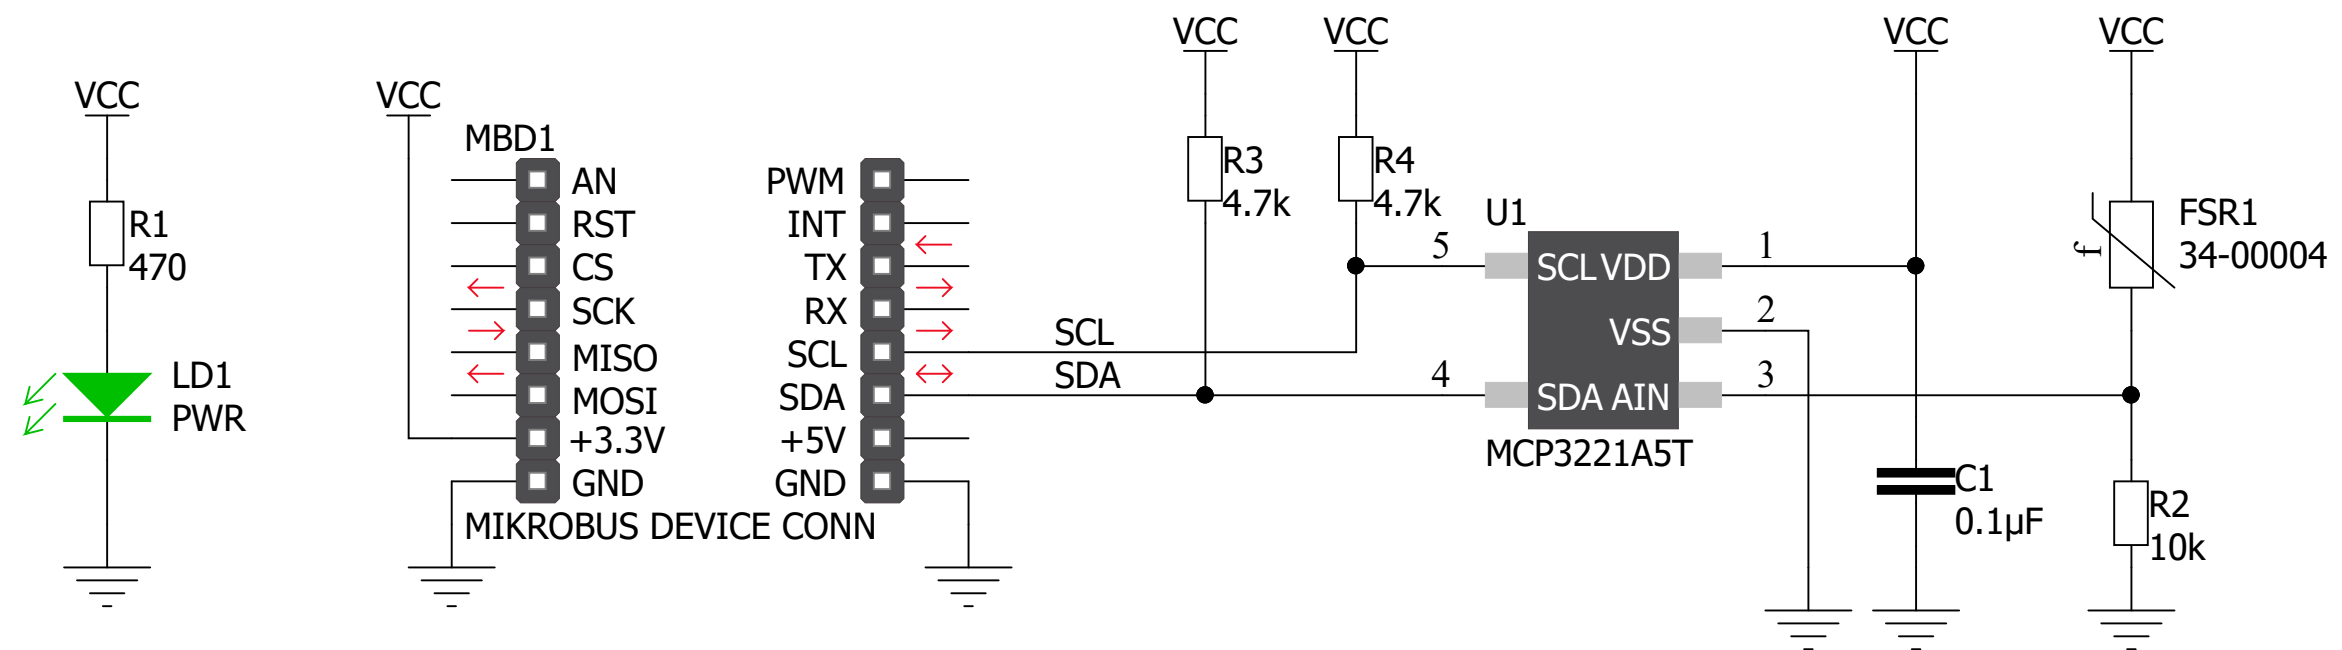 VCC
R1
470
LD1
PWR
VCC
MBD1
AN
RST
CS
SCK
MISO
MOSI
+3.3V
GND
PWM
INT
TX
RX
SCL
SDA
+5V
GND
MIKROBUS DEVICE CONN
SCL
SDA
VCC
R3
4.7k
VCC
R4
4.7k
U1
5
4
SCL
SDA
VDD
VSS
AIN
1
2
3
MCP3221A5T
VCC
C1
0.1µF
VCC
f
FSR1
34-00004
R2
10k